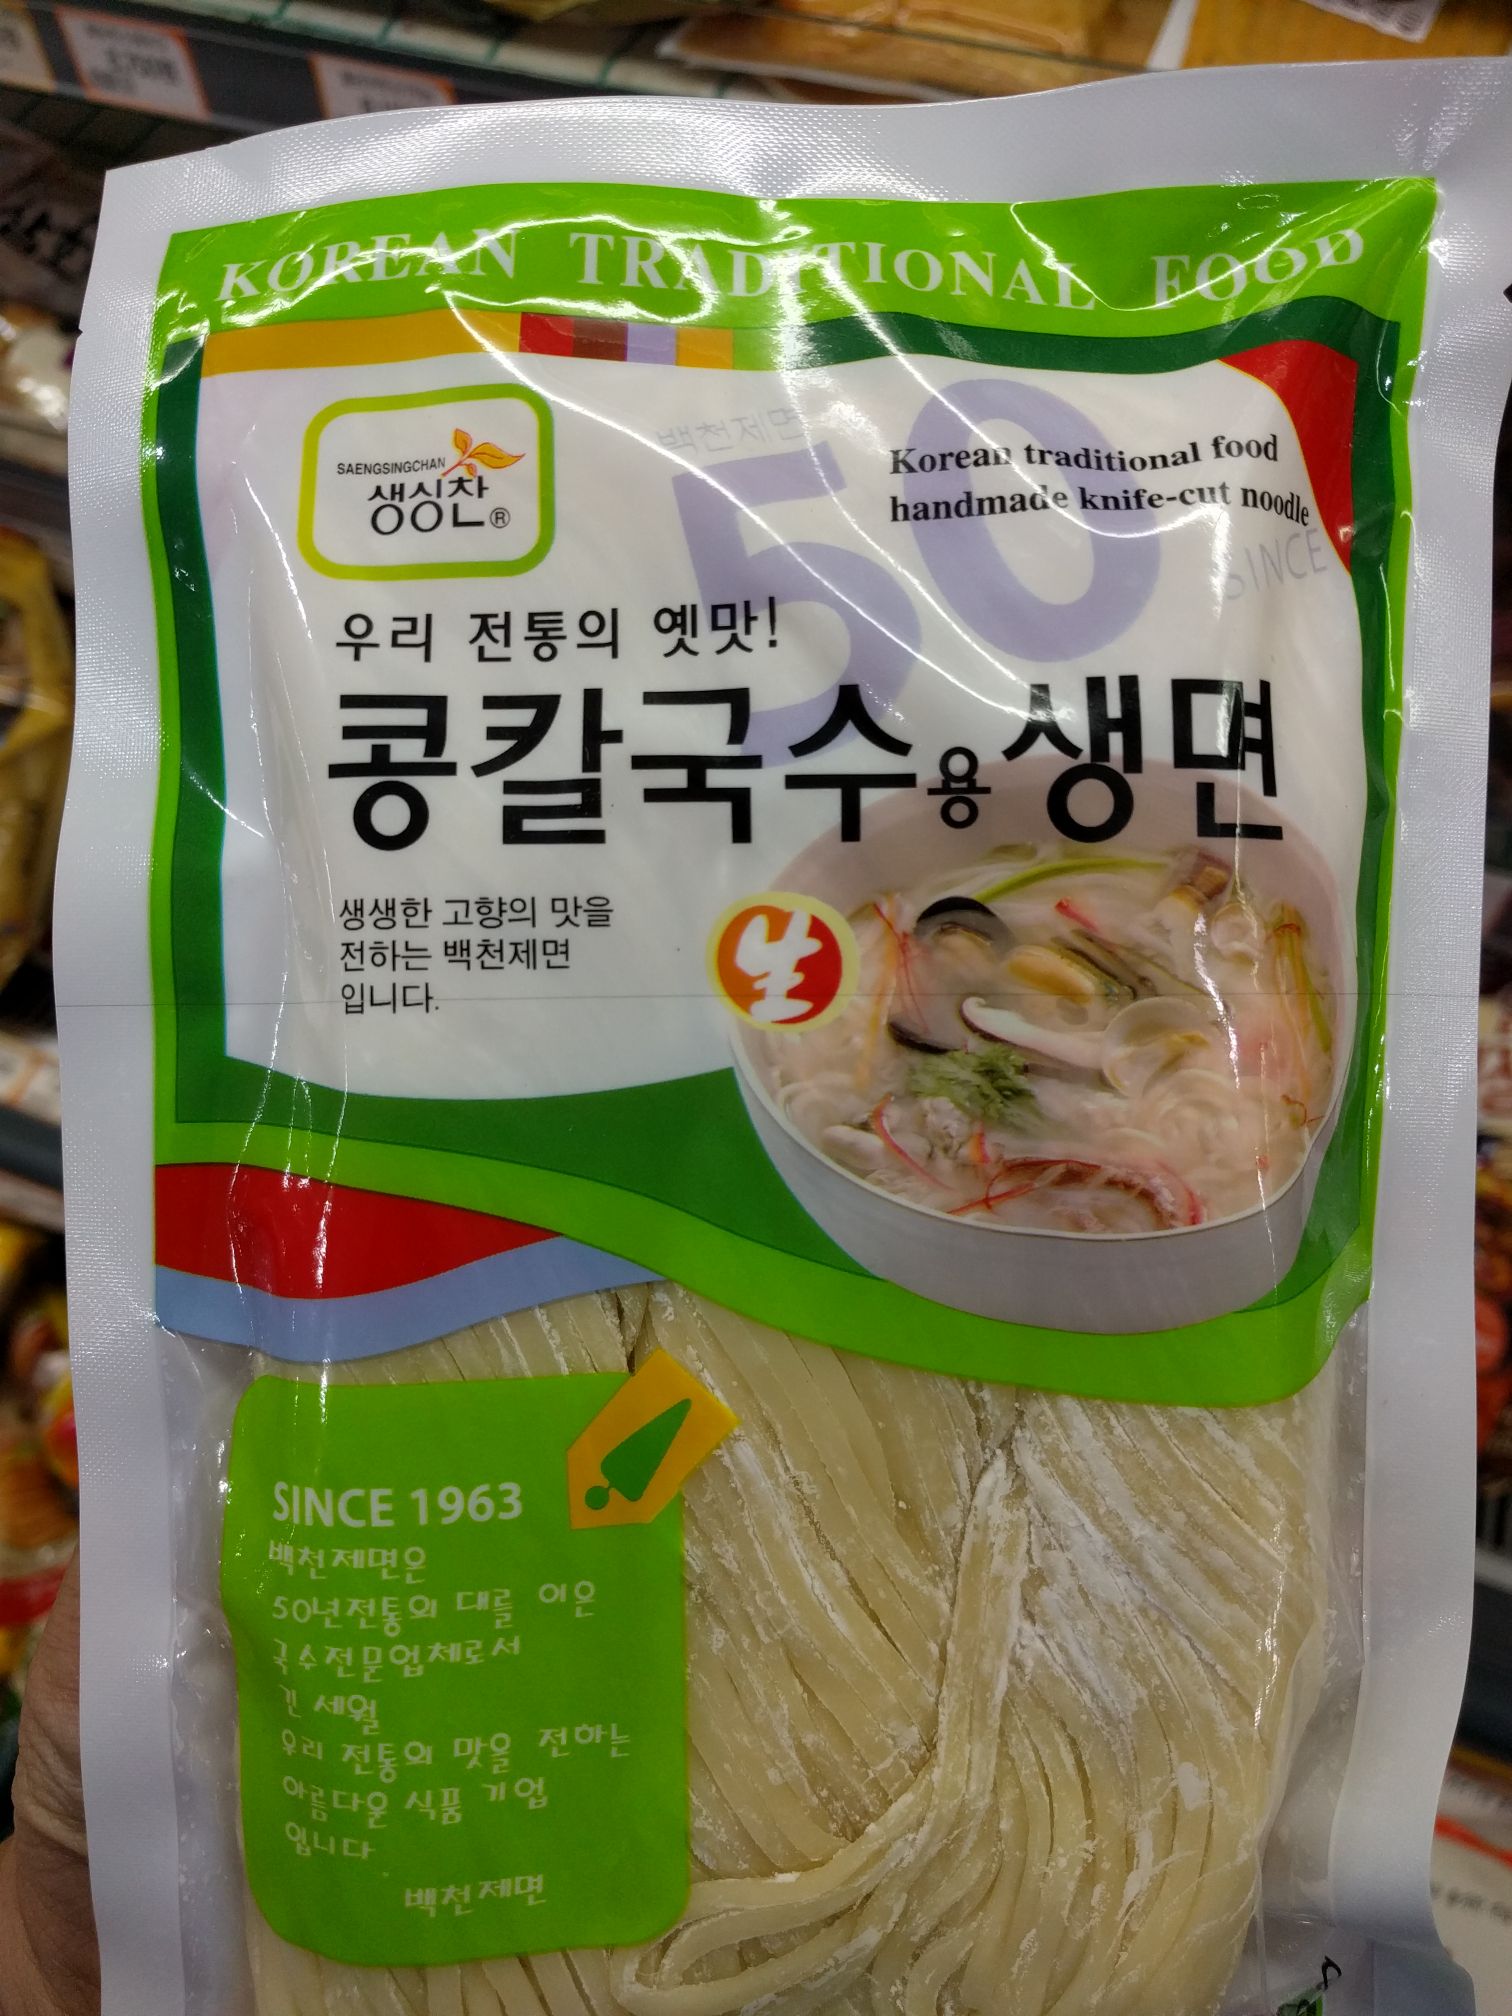 KOREAN TRADITIONAL FOOD
백천제면
Korean traditional food
handmade knife-cut noodle
SINCE
50
SAENGSINGCHAN
생싱찬®
우리 전통의 옛맛!
콩칼국수용생면
생생한 고향의 맛을
전하는 백천제면
입니다.
生
SINCE 1963
백천제면은
50년전통의 대를 이은
국수전문업체로서
긴 세월
우리 전통의 맛을 전하는
아름다운 식품 기업
입니다
백천제면